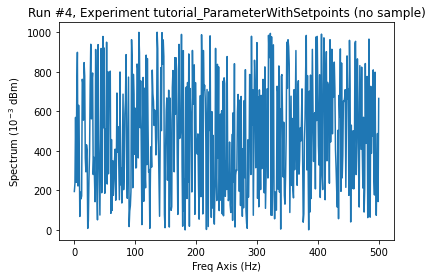 Run #4, Experiment tutorial_ParameterWithSetpoints (no sample)
Spectrum (10⁻³ dBm)
1000
800
600
400
200
0
0 100 200 300 400 500
Freq Axis (Hz)